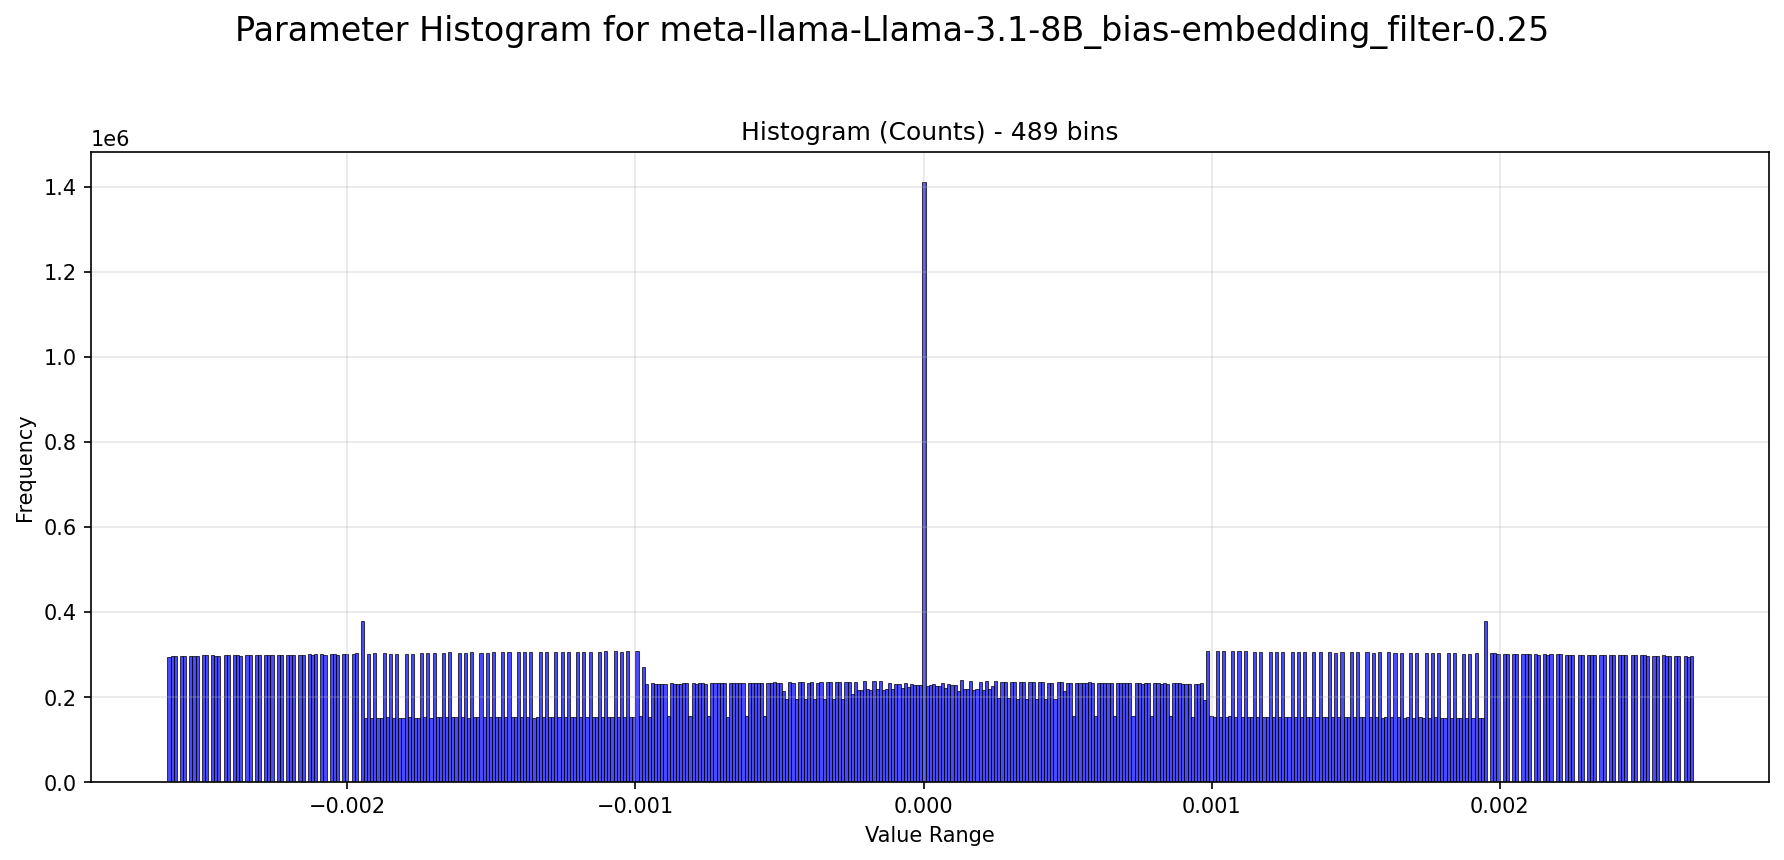 Parameter Histogram for meta-llama-Llama-3.1-8B_bias-embedding_filter-0.25
Histogram (Counts) - 489 bins
1e6
1.4
1.2
1.0
0.8
0.6
0.4
0.2
0.0
Frequency
−0.002
−0.001
0.000
0.001
0.002
Value Range